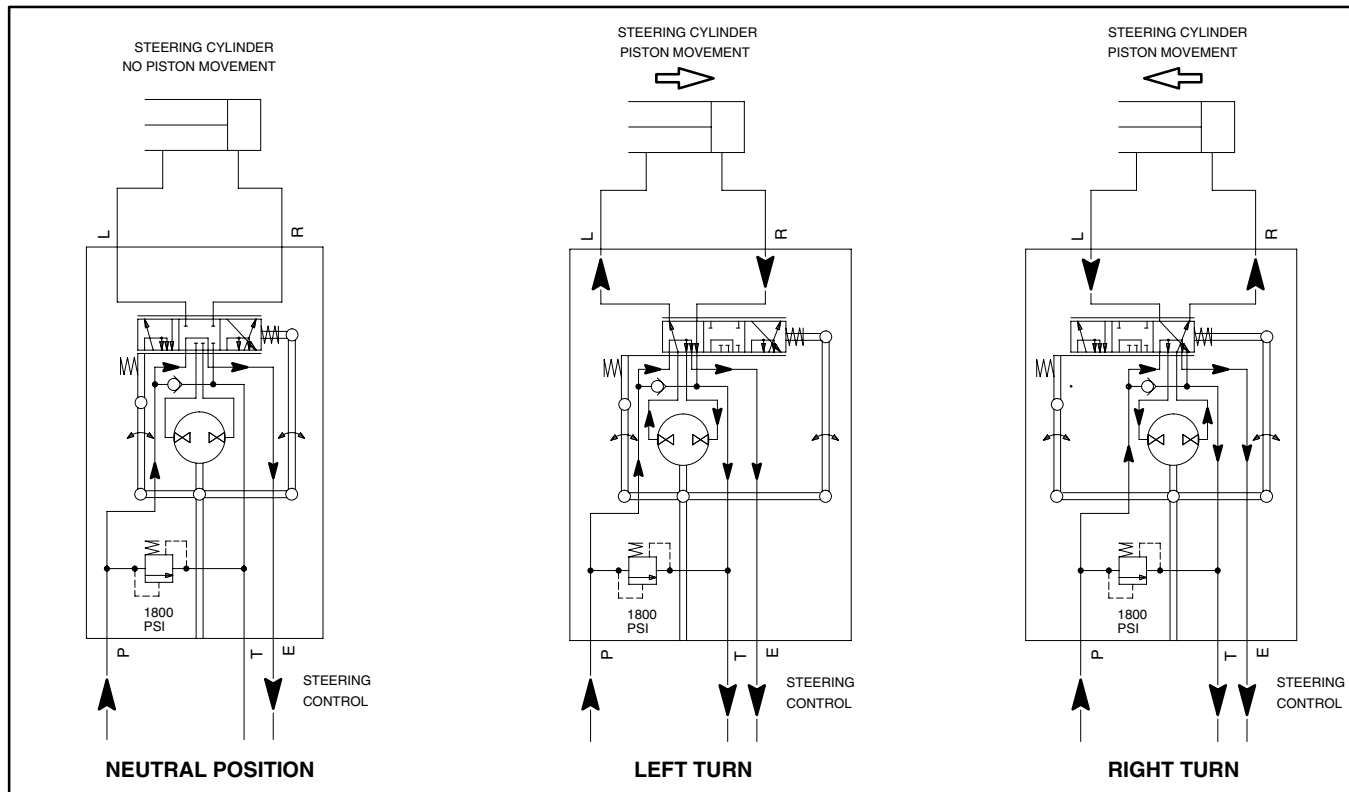 STEERING CYLINDER
NO PISTON MOVEMENT
L
R
1800
PSI
P
T
E
STEERING
CONTROL
NEUTRAL POSITION
STEERING CYLINDER
PISTON MOVEMENT
L
R
1800
PSI
P
T
E
STEERING
CONTROL
LEFT TURN
STEERING CYLINDER
PISTON MOVEMENT
L
R
1800
PSI
P
T
E
STEERING
CONTROL
RIGHT TURN